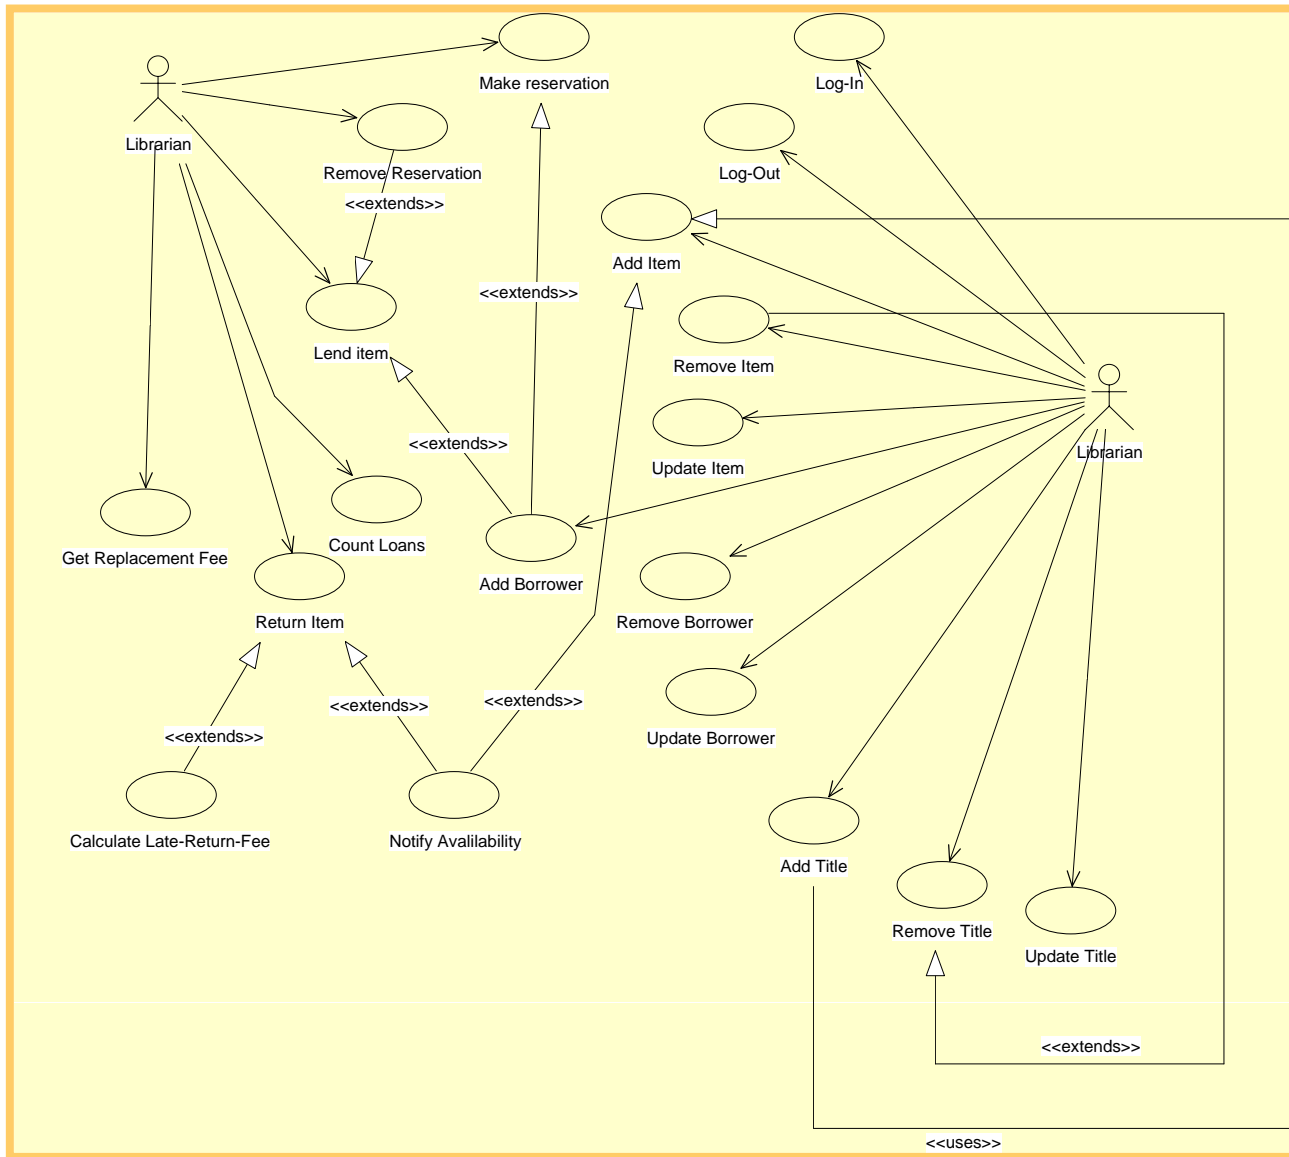 Make reservation
Log-In
Librarian
Remove Reservation
Log-Out
<<extends>>
Add Item
<<extends>>
Lend item
Remove Item
<<extends>>
Update Item
Librarian
Get Replacement Fee
Count Loans
Add Borrower
Return Item
Remove Borrower
<<extends>>
<<extends>>
<<extends>>
Update Borrower
Calculate Late-Return-Fee
Notify Avalilability
Add Title
Remove Title
Update Title
<<extends>>
<<uses>>